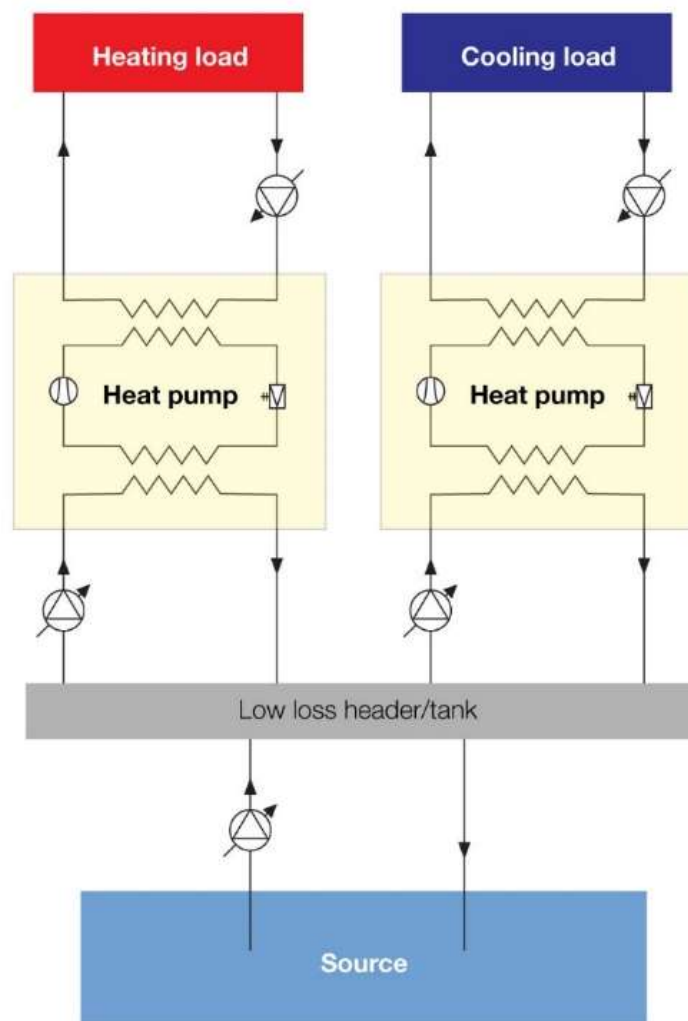 Heating load
Cooling load
Heat pump
Heat pump
Low loss header/tank
Source